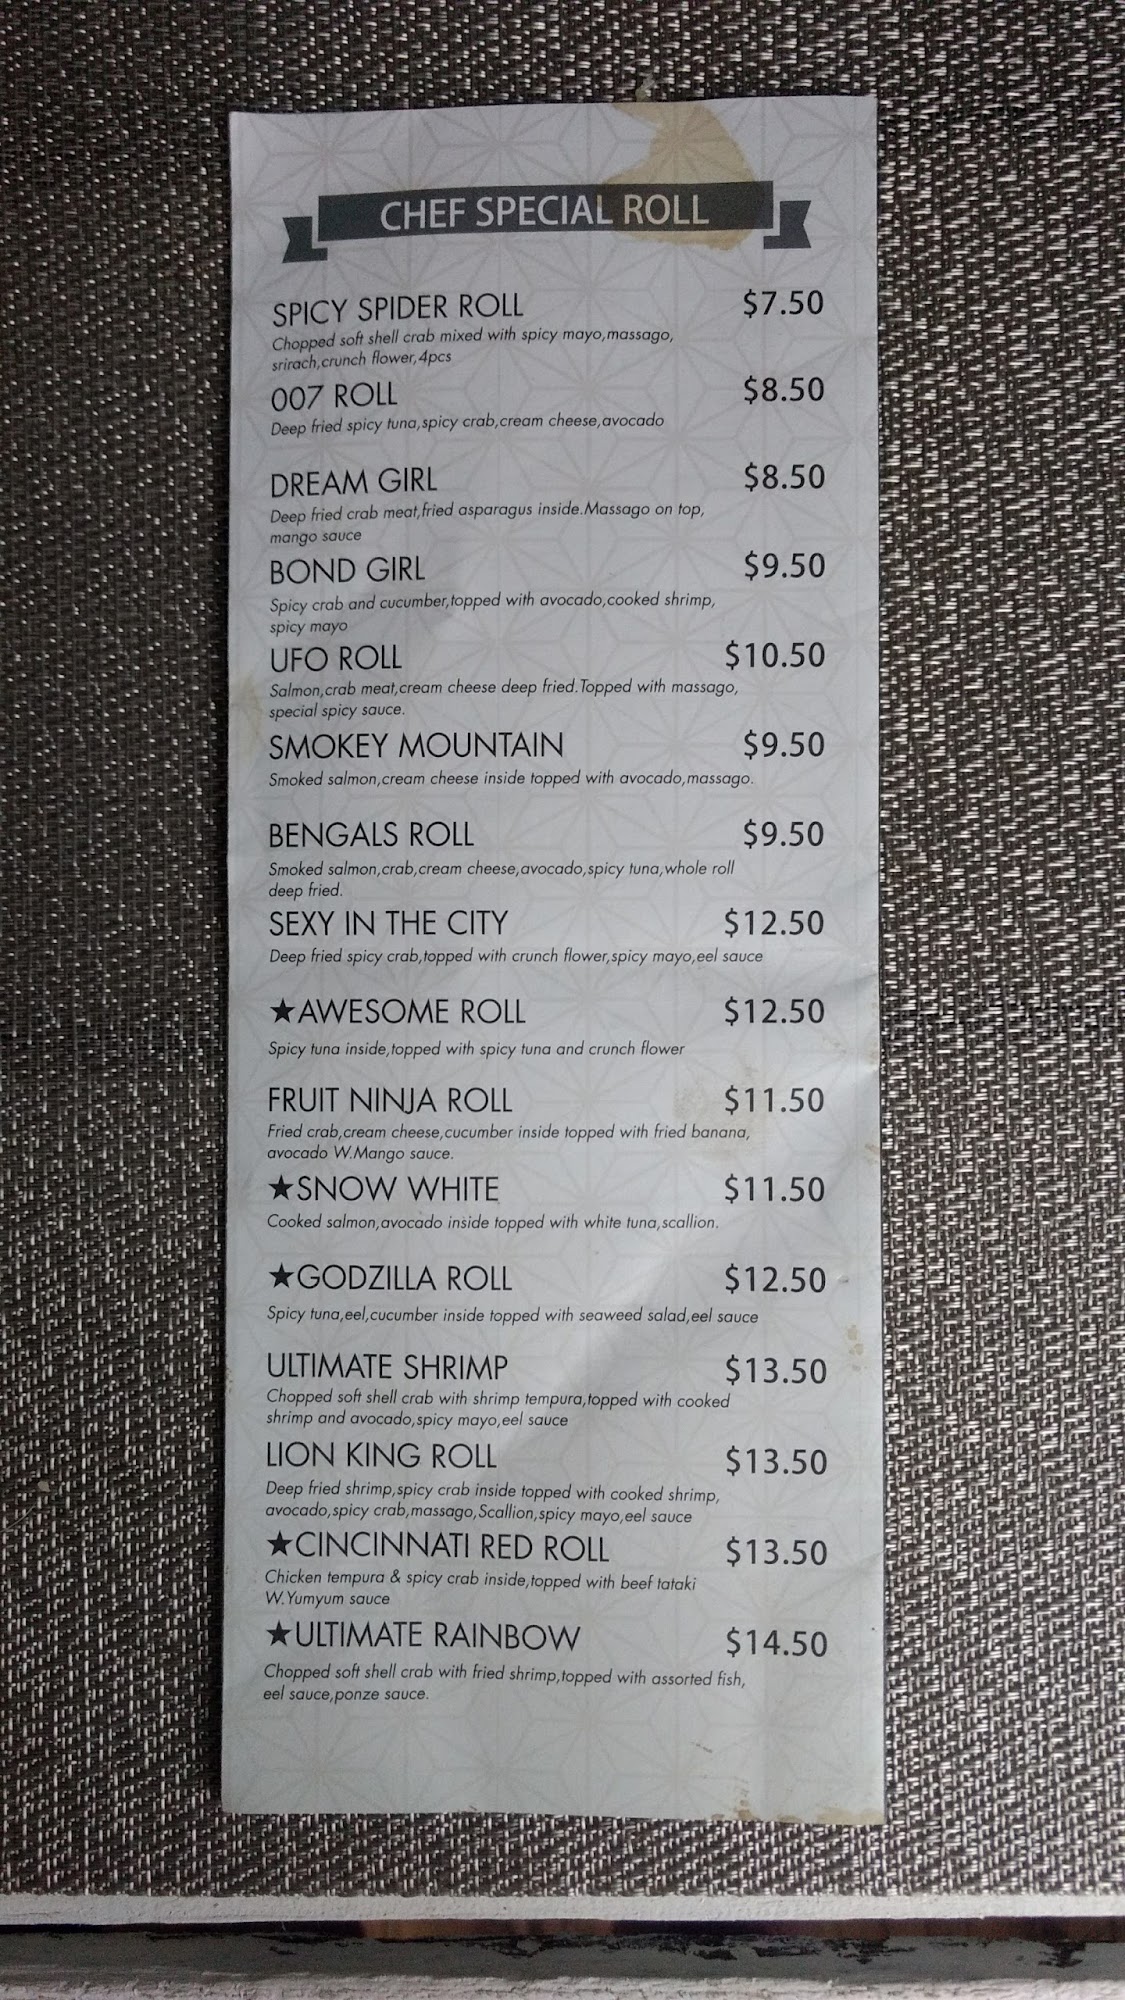 CHEF SPECIAL ROLL
SPICY SPIDER ROLL $7.50
Chopped soft shell crab mixed with spicy mayo,massago,
srirach,crunch flower,4pcs
007 ROLL $8.50
Deep fried spicy tuna,spicy crab,cream cheese,avocado
DREAM GIRL $8.50
Deep fried crab meat,fried asparagus inside.Massago on top,
mango sauce
BOND GIRL $9.50
Spicy crab and cucumber,topped with avocado,cooked shrimp,
spicy mayo
UFO ROLL $10.50
Salmon,crab meat,cream cheese deep fried.Topped with massago,
special spicy sauce.
SMOKEY MOUNTAIN $9.50
Smoked salmon,cream cheese inside topped with avocado,massago.
BENGALS ROLL $9.50
Smoked salmon,crab,cream cheese,avocado,spicy tuna,whole roll
deep fried.
SEXY IN THE CITY $12.50
Deep fried spicy crab,topped with crunch flower,spicy mayo,eel sauce
★AWESOME ROLL $12.50
Spicy tuna inside,topped with spicy tuna and crunch flower
FRUIT NINJA ROLL $11.50
Fried crab,cream cheese,cucumber inside topped with fried banana,
avocado W.Mango sauce.
★SNOW WHITE $11.50
Cooked salmon,avocado inside topped with white tuna,scallion.
★GODZILLA ROLL $12.50
Spicy tuna,eel,cucumber inside topped with seaweed salad,eel sauce
ULTIMATE SHRIMP $13.50
Chopped soft shell crab with shrimp tempura,topped with cooked
shrimp and avocado,spicy mayo,eel sauce
LION KING ROLL $13.50
Deep fried shrimp,spicy crab inside topped with cooked shrimp,
avocado,spicy crab,massago,Scallion,spicy mayo,eel sauce
★CINCINNATI RED ROLL $13.50
Chicken tempura & spicy crab inside,topped with beef tataki
W.Yumyum sauce
★ULTIMATE RAINBOW $14.50
Chopped soft shell crab with fried shrimp,topped with assorted fish,
eel sauce,ponze sauce.